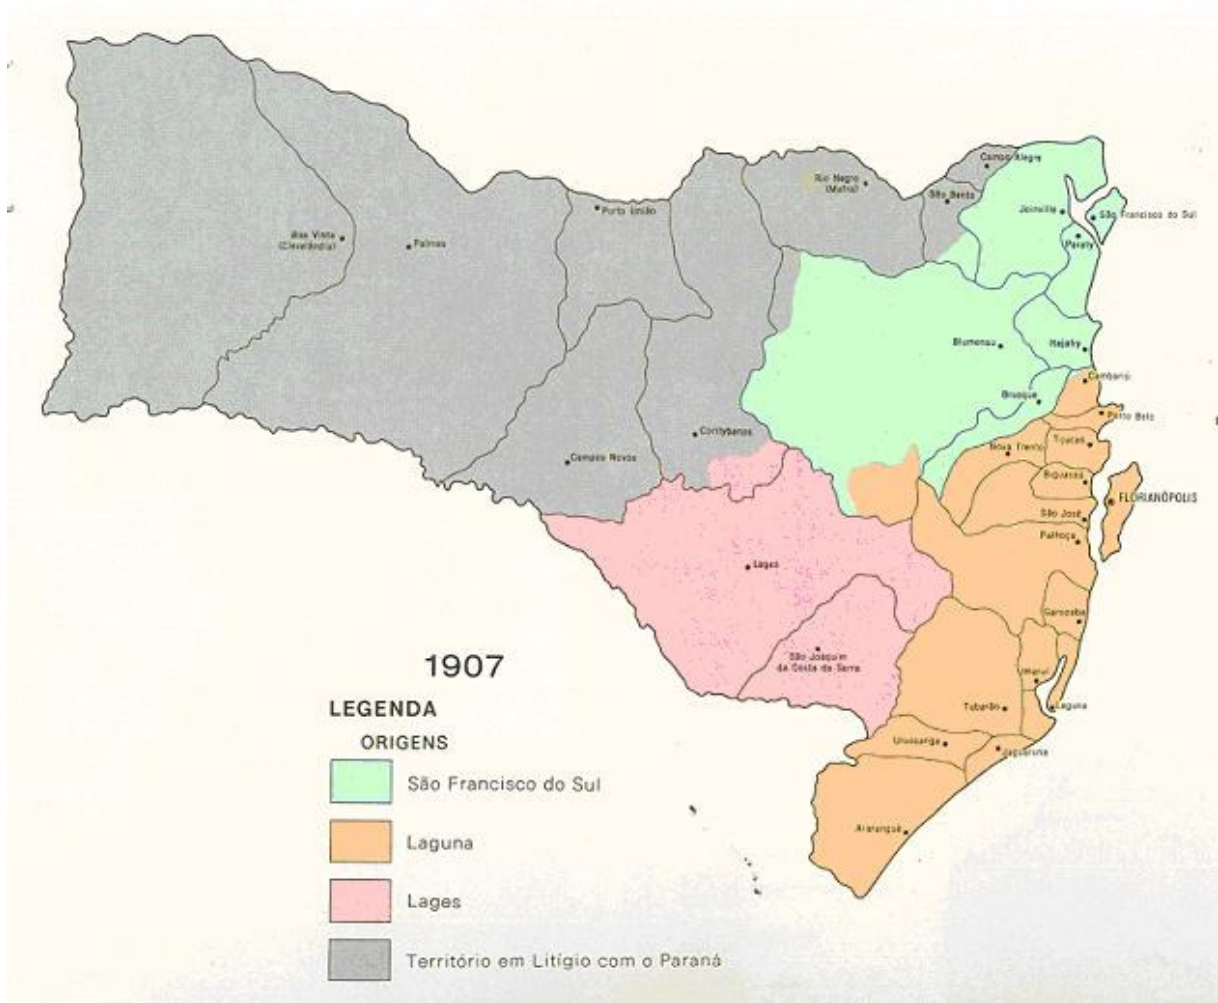 Campo Alegre
Rio Negro
(Mafra)
São Bento
Porto União
Joinville
São Francisco do Sul
Paraty
Boa Vista
(Clevelândia)
Palmas
Blumenau
Itajahy
Camboriú
Brusque
Porto Belo
Coritybanos
Tijucas
Nova Trento
Campos Novos
Biguassú
FLORIANÓPOLIS
São José
Palhoça
Lages
Garopaba
São Joaquim
da Costa da Serra
Imaruí
1907
Tubarão
Laguna
LEGENDA
ORIGENS
Urussanga
Jaguaruna
São Francisco do Sul
Araranguá
Laguna
Lages
Território em Litígio com o Paraná